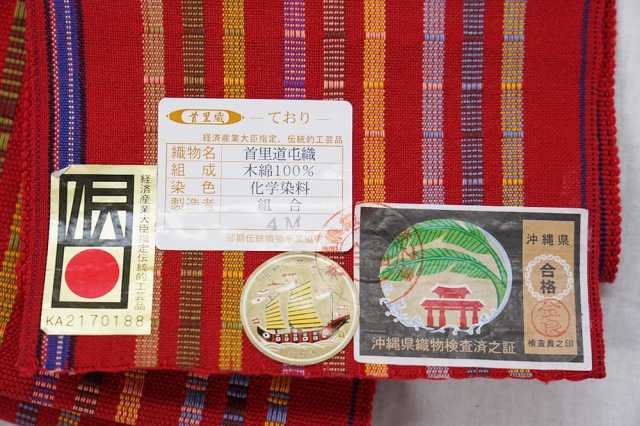 首里織
―ており―
経済産業大臣指定、伝統的工芸品
織物名 首里道屯織
組成 木綿100%
染色 化学染料
製造者 組合
4M
経済産業大臣指定伝統的工芸品
KA2170188
沖縄県
合格
検査員之印
沖縄県織物検査済之証